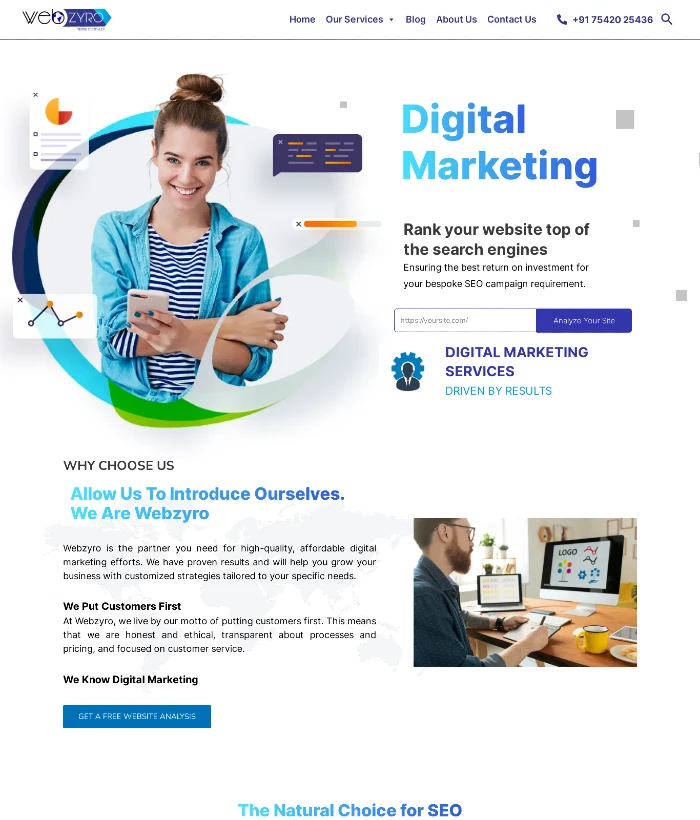 WebZYRO
Home Our Services Blog About Us Contact Us +91 75420 25436
Digital
Marketing
Rank your website top of
the search engines
Ensuring the best return on investment for
your bespoke SEO campaign requirement.
https://yoursite.com/ Analyze Your Site
DIGITAL MARKETING
SERVICES
DRIVEN BY RESULTS
WHY CHOOSE US
Allow Us To Introduce Ourselves.
We Are Webzyro
Webzyro is the partner you need for high-quality, affordable digital
marketing efforts. We have proven results and will help you grow your
business with customized strategies tailored to your specific needs.
We Put Customers First
At Webzyro, we live by our motto of putting customers first. This means
that we are honest and ethical, transparent about processes and
pricing, and focused on customer service.
We Know Digital Marketing
GET A FREE WEBSITE ANALYSIS
LOGO
The Natural Choice for SEO